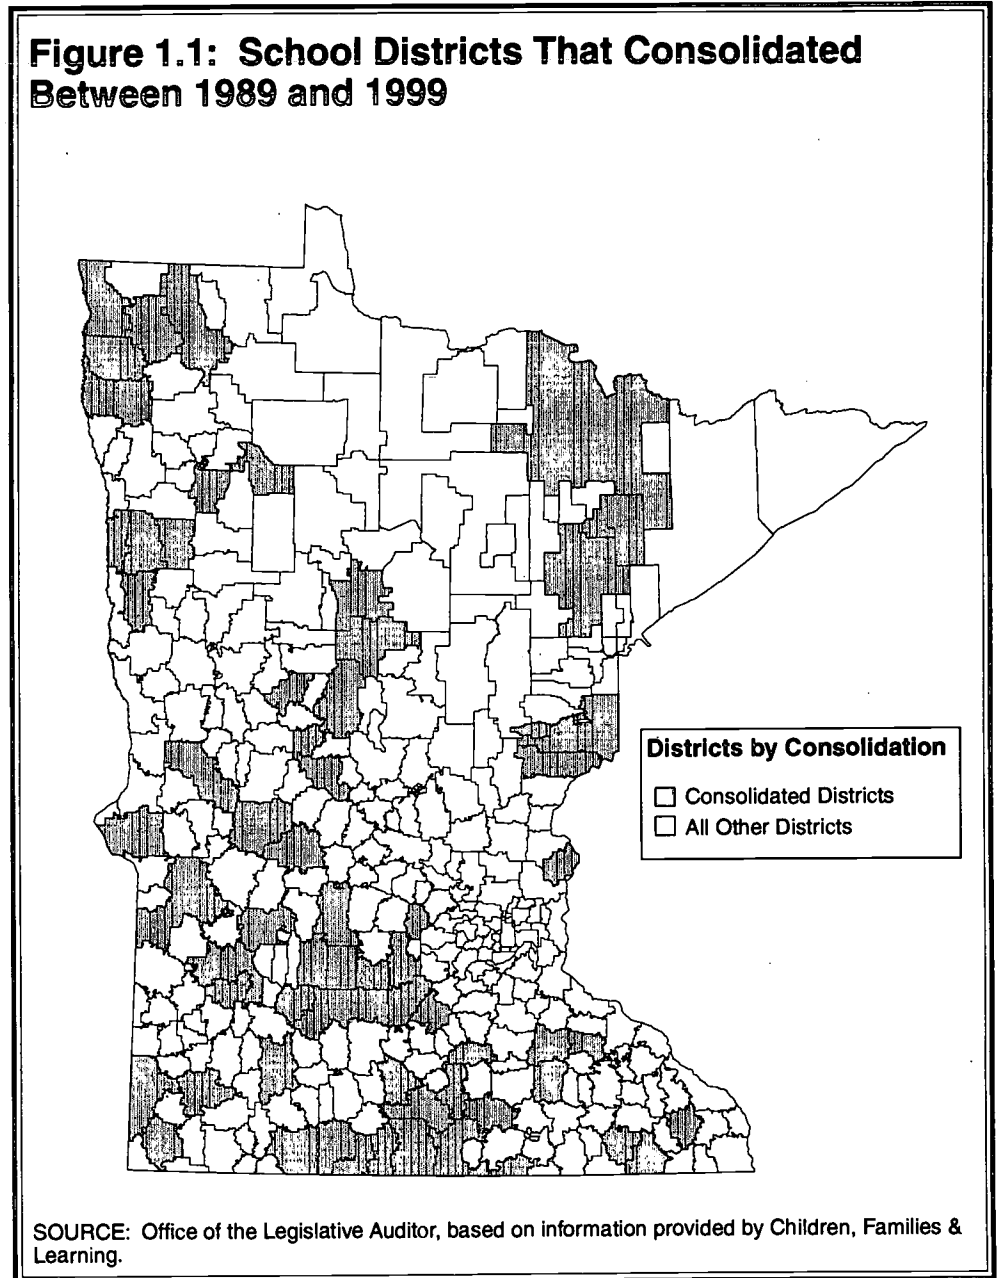 Figure 1.1: School Districts That Consolidated
Between 1989 and 1999
Districts by Consolidation
Consolidated Districts
All Other Districts
SOURCE: Office of the Legislative Auditor, based on information provided by Children, Families &
Learning.